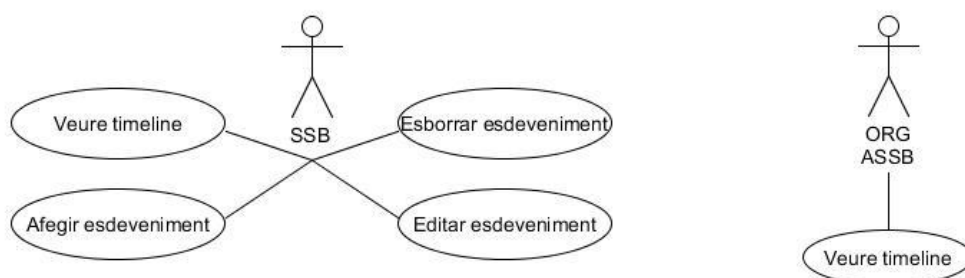 Veure timeline
SSB
Esborrar esdeveniment
Afegir esdeveniment
Editar esdeveniment
ORG
ASSB
Veure timeline